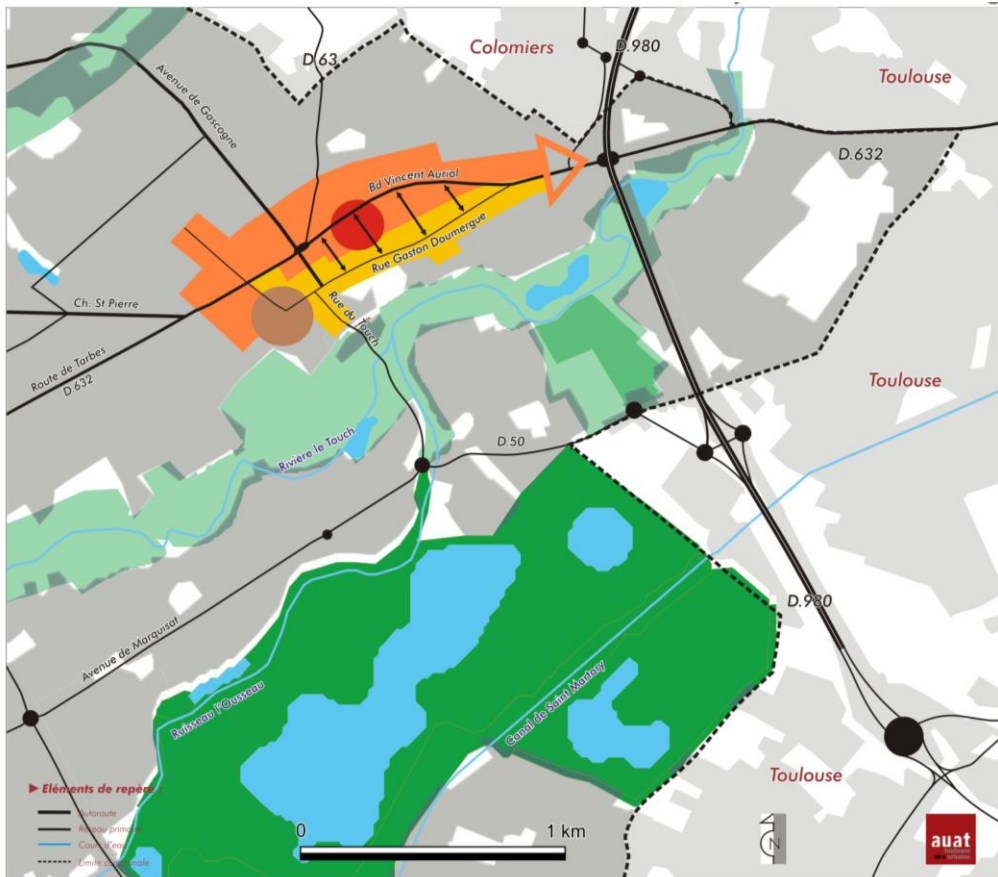 Colomiers
D.980
Toulouse
D.63
Avenue de Gascogne
D.632
Bd Vincent Auriol
Rue Gaston Doumergue
Ch. St Pierre
Rue du Touch
Route de Tarbes
D.632
Toulouse
Rivière le Touch
D.50
D.980
Avenue de Marquisat
Ruisseau l'Ousseau
Canal de Saint Martory
Toulouse
Eléments de repère :
Autoroute
Réseau primaire
Cours d'eau
Limite communale
0
1 km
N
auat